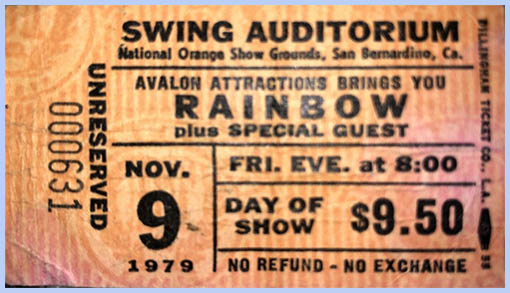 SWING AUDITORIUM
National Orange Show Grounds, San Bernardino, Ca.
AVALON ATTRACTIONS BRINGS YOU
RAINBOW
plus SPECIAL GUEST
UNRESERVED
000631
NOV.
9
1979
FRI. EVE. at 8:00
DAY OF
SHOW
$9.50
NO REFUND - NO EXCHANGE
DILLINGHAM TICKET CO., L.A.